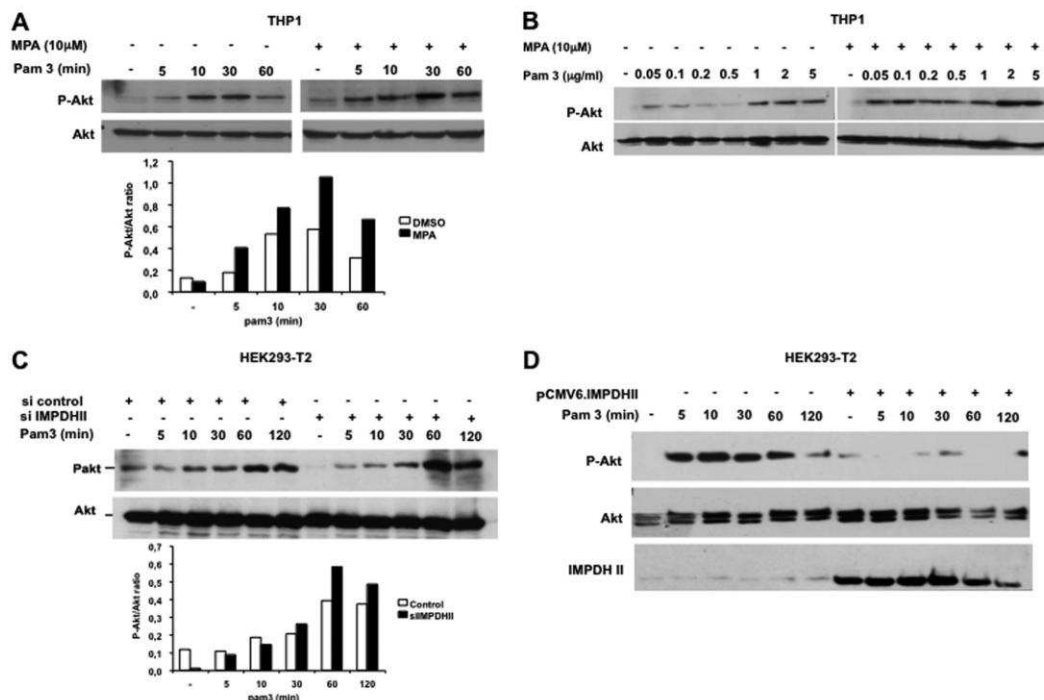 A
THP1
MPA (10µM) - - - - - + + + + +
Pam 3 (min) - 5 10 30 60 - 5 10 30 60
P-Akt
Akt
P-Akt/Akt ratio
1,2
1,0
0,8
0,6
0,4
0,2
0,0
DMSO
MPA
- 5 10 30 60
pam3 (min)
B
THP1
MPA (10µM) - - - - - - - - + + + + + + + +
Pam 3 (µg/ml) - 0.05 0.1 0.2 0.5 1 2 5 - 0.05 0.1 0.2 0.5 1 2 5
P-Akt
Akt
C
HEK293-T2
si control + + + + + + - - - - - -
si IMPDHII - - - - - - + + + + + +
Pam3 (min) - 5 10 30 60 120 - 5 10 30 60 120
Pakt
Akt
P-Akt/Akt ratio
0,7
0,6
0,5
0,4
0,3
0,2
0,1
0,0
Control
siIMPDHII
- 5 10 30 60 120
pam3 (min)
D
HEK293-T2
pCMV6.IMPDHII - - - - - - + + + + + +
Pam 3 (min) - 5 10 30 60 120 - 5 10 30 60 120
P-Akt
Akt
IMPDH II